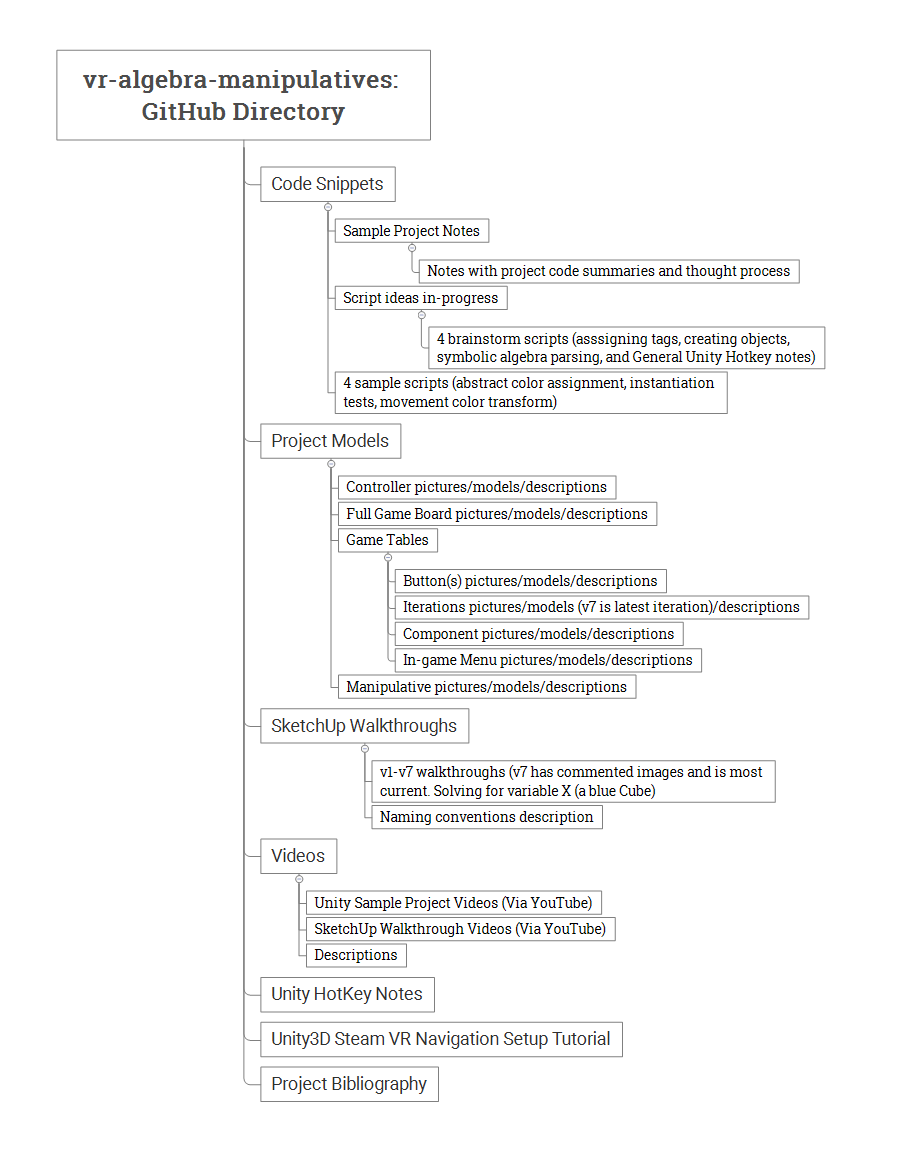 vr-algebra-manipulatives:
GitHub Directory
Code Snippets
Sample Project Notes
Notes with project code summaries and thought process
Script ideas in-progress
4 brainstorm scripts (asssigning tags, creating objects,
symbolic algebra parsing, and General Unity Hotkey notes)
4 sample scripts (abstract color assignment, instantiation
tests, movement color transform)
Project Models
Controller pictures/models/descriptions
Full Game Board pictures/models/descriptions
Game Tables
Button(s) pictures/models/descriptions
Iterations pictures/models (v7 is latest iteration)/descriptions
Component pictures/models/descriptions
In-game Menu pictures/models/descriptions
Manipulative pictures/models/descriptions
SketchUp Walkthroughs
v1-v7 walkthroughs (v7 has commented images and is most
current. Solving for variable X (a blue Cube)
Naming conventions description
Videos
Unity Sample Project Videos (Via YouTube)
SketchUp Walkthrough Videos (Via YouTube)
Descriptions
Unity HotKey Notes
Unity3D Steam VR Navigation Setup Tutorial
Project Bibliography